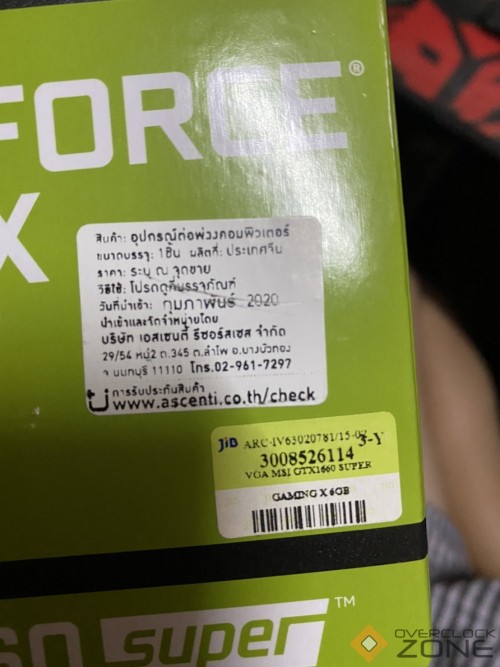 FORCE®
X
สินค้า: อุปกรณ์ต่อพ่วงคอมพิวเตอร์
ขนาดบรรจุ: 1ชิ้น ผลิตที่: ประเทศจีน
ราคา: ระบุ ณ จุดขาย
วิธีใช้: โปรดดูที่บรรจุภัณฑ์
วันที่นำเข้า: กุมภาพันธ์ 2020
นำเข้าและจัดจำหน่ายโดย
บริษัท เอสเซนตี้ รีซอร์สเซส จำกัด
29/54 หมู่2 ถ.345 ต.ลำโพ อ.บางบัวทอง
จ.นนทบุรี 11110 โทร.02-961-7297
การรับประกันสินค้า
www.ascenti.co.th/check
JIB ARC-IV63020781/15-02
3-Y
3008526114
VGA MSI GTX1660 SUPER
GAMING X 6GB
60 SUPER™
OVERCLOCK
ZONE